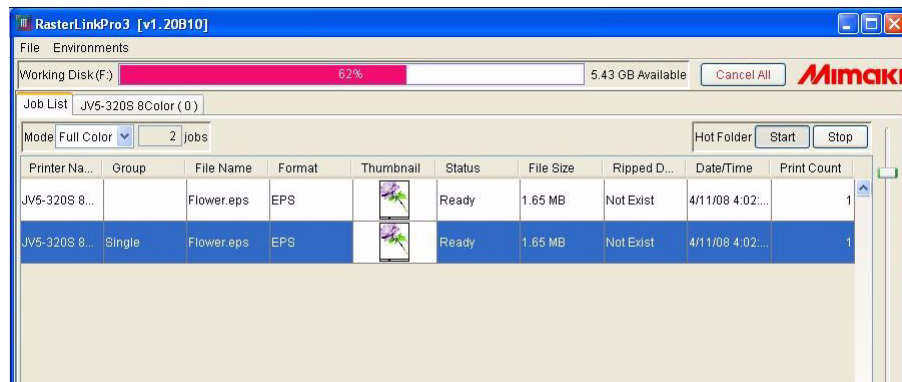 RasterLinkPro3 [v1.20B10]
File Environments
Working Disk(F:) 62% 5.43 GB Available Cancel All Mimaki
Job List JV5-320S 8Color ( 0 )
Mode Full Color 2 jobs Hot Folder Start Stop
Printer Na... Group File Name Format Thumbnail Status File Size Ripped D... Date/Time Print Count
JV5-320S 8... Flower.eps EPS Ready 1.65 MB Not Exist 4/11/08 4:02:... 1
JV5-320S 8... Single Flower.eps EPS Ready 1.65 MB Not Exist 4/11/08 4:02:... 1